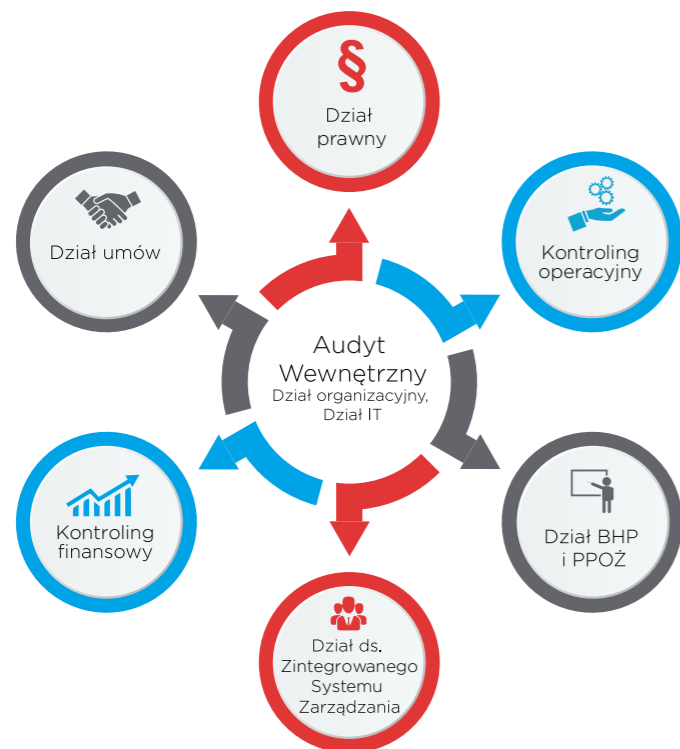 §
Dział
prawny
Dział umów
Kontroling
operacyjny
Audyt
Wewnętrzny
Dział organizacyjny,
Dział IT
Kontroling
finansowy
Dział BHP
i PPOŻ
Dział ds.
Zintegrowanego
Systemu
Zarządzania